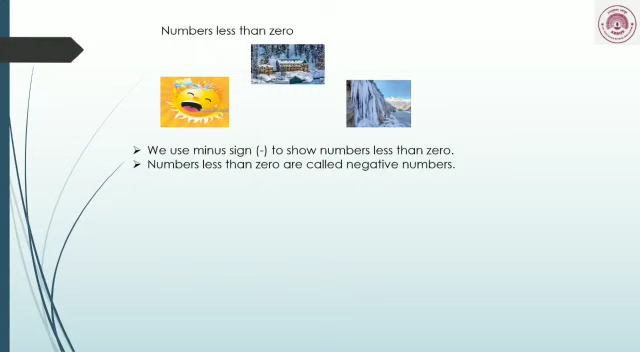 Numbers less than zero
➢ We use minus sign (-) to show numbers less than zero.
➢ Numbers less than zero are called negative numbers.